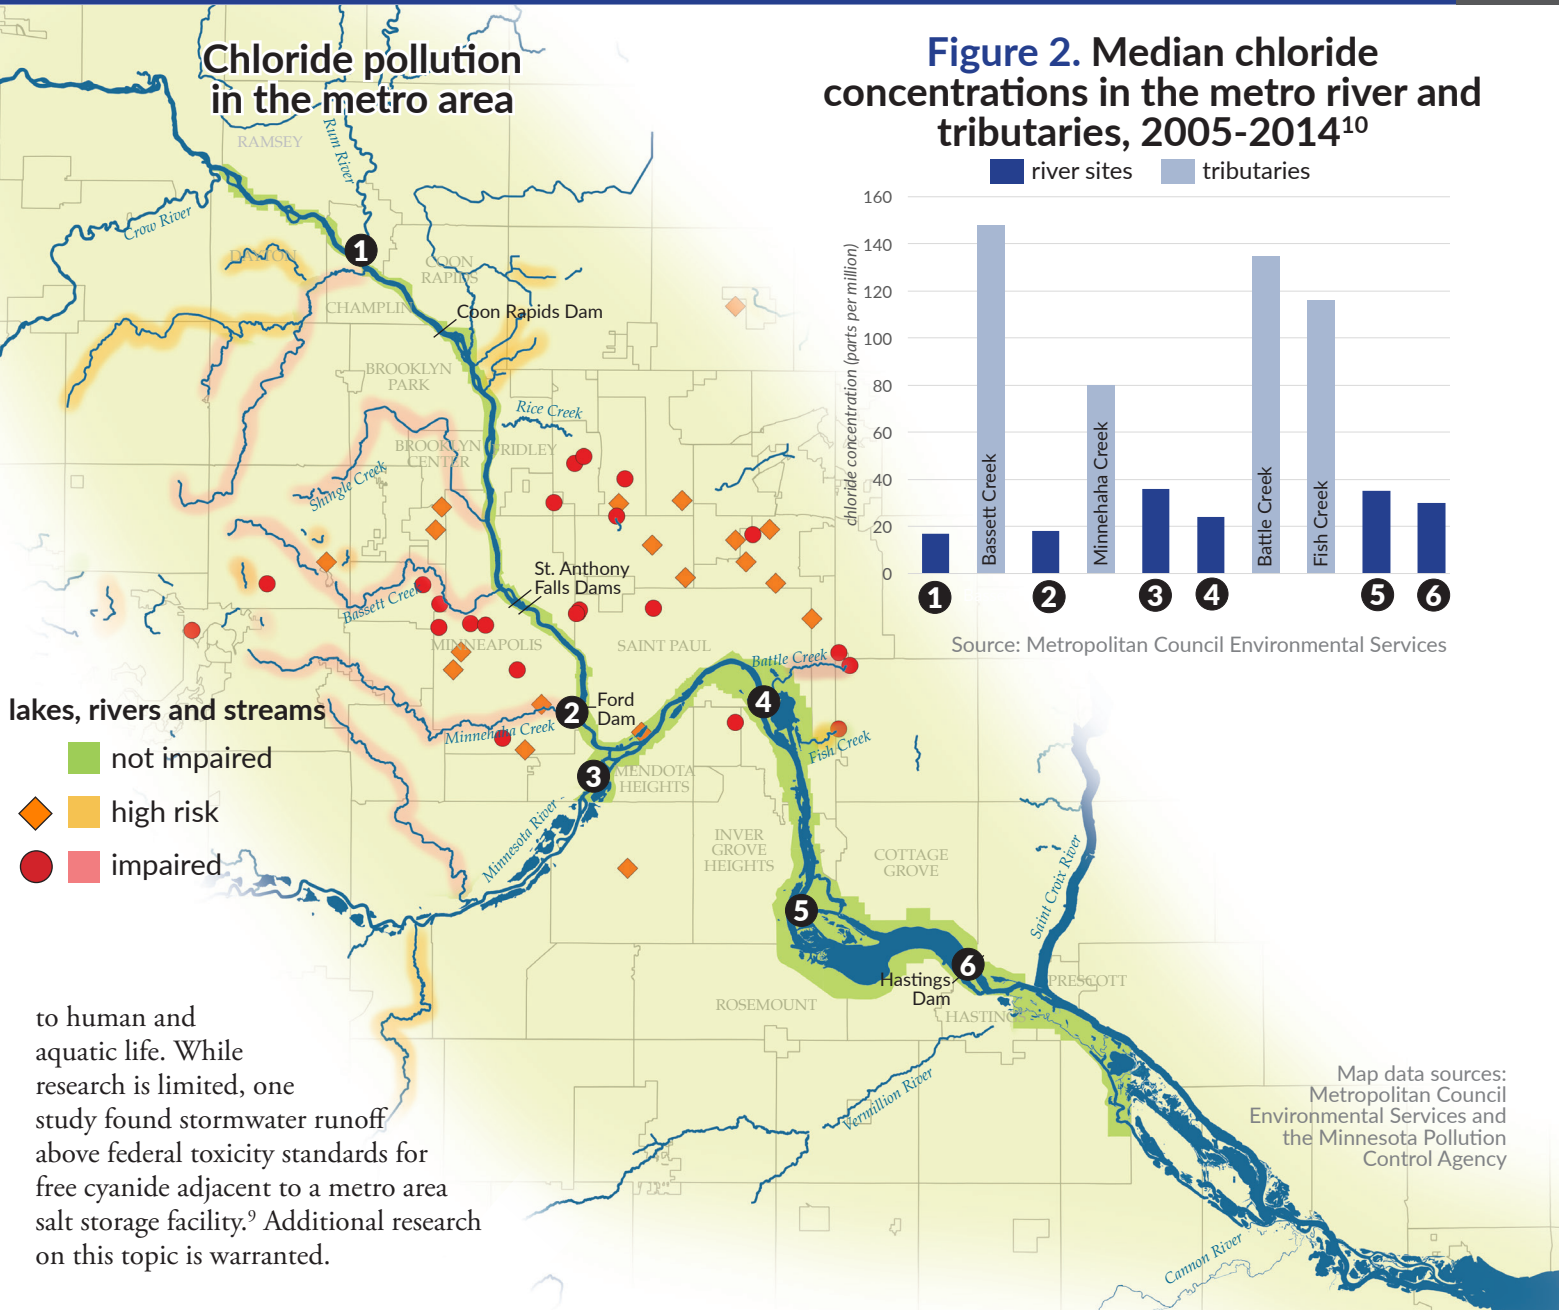 Chloride pollution
in the metro area
RAMSEY
Rum River
Crow River
DAYTON
1
COON
RAPIDS
CHAMPLIN
Coon Rapids Dam
BROOKLYN
PARK
Rice Creek
BROOKLYN
CENTER
FRIDLEY
Shingle Creek
St. Anthony
Falls Dams
Bassett Creek
MINNEAPOLIS
SAINT PAUL
Battle Creek
2
Ford
Dam
4
Minnehaha Creek
Fish Creek
3
MENDOTA
HEIGHTS
Minnesota River
INVER
GROVE
HEIGHTS
COTTAGE
GROVE
Saint Croix River
5
6
Hastings
Dam
PRESCOTT
ROSEMOUNT
HASTINGS
Vermillion River
Cannon River
lakes, rivers and streams
not impaired
high risk
impaired
Figure 2. Median chloride
concentrations in the metro river and
tributaries, 2005-2014¹⁰
river sites tributaries
chloride concentration (parts per million)
160
140
120
100
80
60
40
20
0
Bassett Creek
Minnehaha Creek
Battle Creek
Fish Creek
1 2 3 4 5 6
Source: Metropolitan Council Environmental Services
to human and
aquatic life. While
research is limited, one
study found stormwater runoff
above federal toxicity standards for
free cyanide adjacent to a metro area
salt storage facility.⁹ Additional research
on this topic is warranted.
Map data sources:
Metropolitan Council
Environmental Services and
the Minnesota Pollution
Control Agency